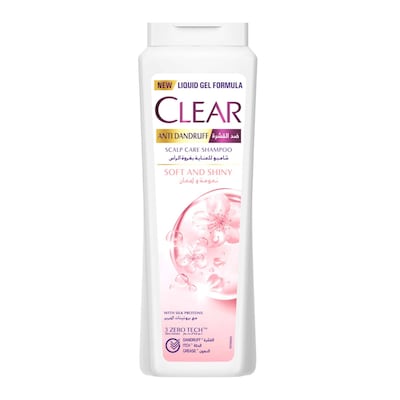 NEW LIQUID GEL FORMULA
CLEAR
ANTI DANDRUFF ضد القشرة
SCALP CARE SHAMPOO
شامبو للعناية بفروة الرأس
SOFT AND SHINY
نعومة و لمعان
WITH SILK PROTEINS
مع بروتينات الحرير
3 ZERO TECH™
DANDRUFF القشرة
ITCH الحكة
GREASE الدهون